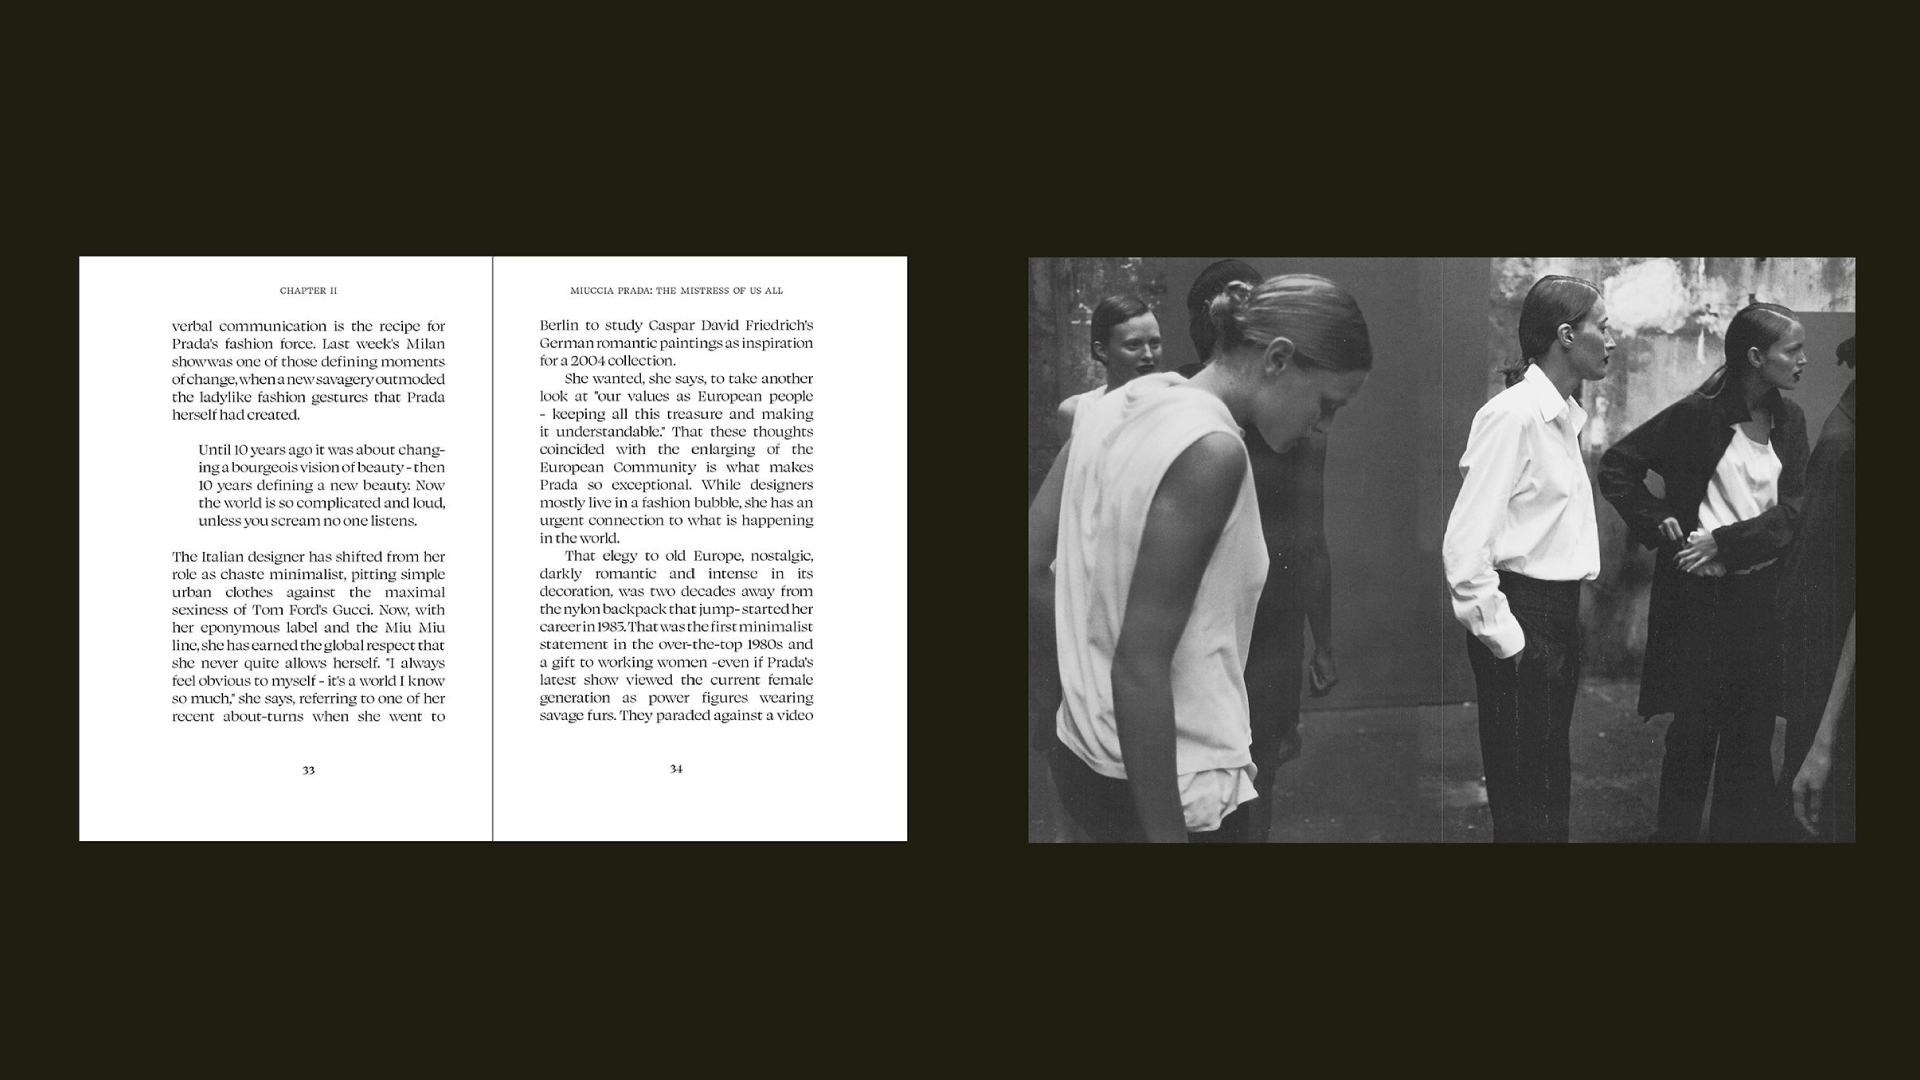 CHAPTER II
verbal communication is the recipe for
Prada's fashion force. Last week's Milan
showwas one of those defining moments
of change, when a new savagery outmoded
the ladylike fashion gestures that Prada
herself had created.
Until 10 years ago it was about chang-
ing a bourgeois vision of beauty - then
10 years defining a new beauty. Now
the world is so complicated and loud,
unless you scream no one listens.
The Italian designer has shifted from her
role as chaste minimalist, pitting simple
urban clothes against the maximal
sexiness of Tom Ford's Gucci. Now, with
her eponymous label and the Miu Miu
line, she has earned the global respect that
she never quite allows herself. "I always
feel obvious to myself - it's a world I know
so much," she says, referring to one of her
recent about-turns when she went to
33
MIUCCIA PRADA: THE MISTRESS OF US ALL
Berlin to study Caspar David Friedrich's
German romantic paintings as inspiration
for a 2004 collection.
She wanted, she says, to take another
look at "our values as European people
- keeping all this treasure and making
it understandable." That these thoughts
coincided with the enlarging of the
European Community is what makes
Prada so exceptional. While designers
mostly live in a fashion bubble, she has an
urgent connection to what is happening
in the world.
That elegy to old Europe, nostalgic,
darkly romantic and intense in its
decoration, was two decades away from
the nylon backpack that jump-started her
career in 1985. That was the first minimalist
statement in the over-the-top 1980s and
a gift to working women -even if Prada's
latest show viewed the current female
generation as power figures wearing
savage furs. They paraded against a video
34